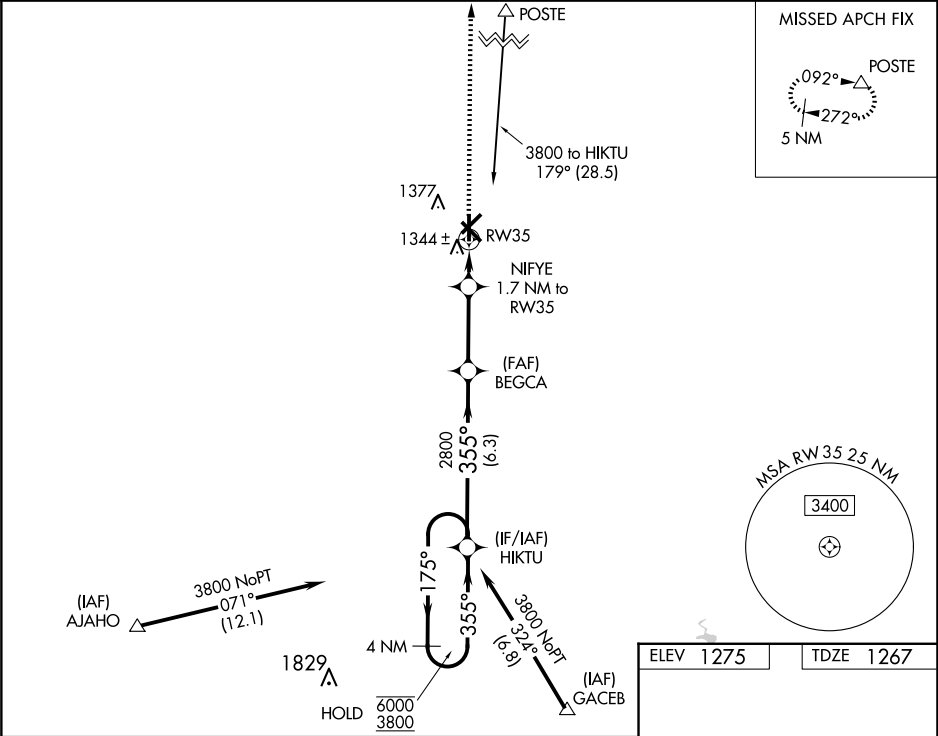 POSTE
MISSED APCH FIX
092°
POSTE
272°
5 NM
3800 to HIKTU
179° (28.5)
1377
1344 ±
RW35
NIFYE
1.7 NM to
RW35
(FAF)
BEGCA
2800
355°
(6.3)
MSA RW 35 25 NM
3400
(IF/IAF)
HIKTU
175°
355°
3800 NoPT
071°
(12.1)
(IAF)
AJAHO
3800 NoPT
324°
(6.8)
4 NM
1829
HOLD
6000
3800
(IAF)
GACEB
ELEV 1275
TDZE 1267